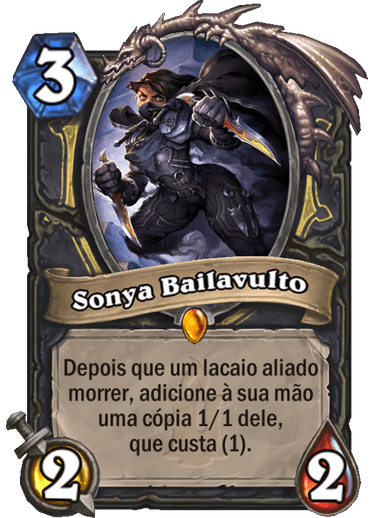 3
Sonya Bailavulto
Depois que um lacaio aliado
morrer, adicione à sua mão
uma cópia 1/1 dele,
que custa (1).
2
2